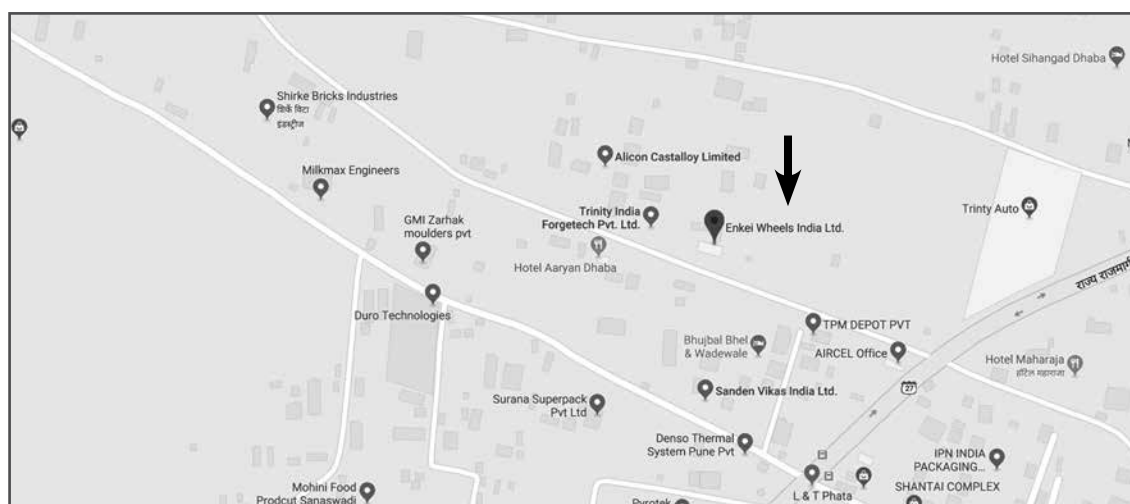 Hotel Sihangad Dhaba
Shirke Bricks Industries
शिर्के विटा
इंडस्ट्रीज
Alicon Castalloy Limited
Milkmax Engineers
Trinity India
Forgetech Pvt. Ltd.
Enkei Wheels India Ltd.
Trinty Auto
GMI Zarhak
moulders pvt
Hotel Aaryan Dhaba
राज्य राजमार्ग
Duro Technologies
TPM DEPOT PVT
Bhujbal Bhel
& Wadewale
AIRCEL Office
Hotel Maharaja
हॉटेल महाराजा
27
Sanden Vikas India Ltd.
Surana Superpack
Pvt Ltd
Denso Thermal
System Pune Pvt
IPN INDIA
PACKAGING...
Mohini Food
Prodcut Sanaswadi
L & T Phata
SHANTAI COMPLEX